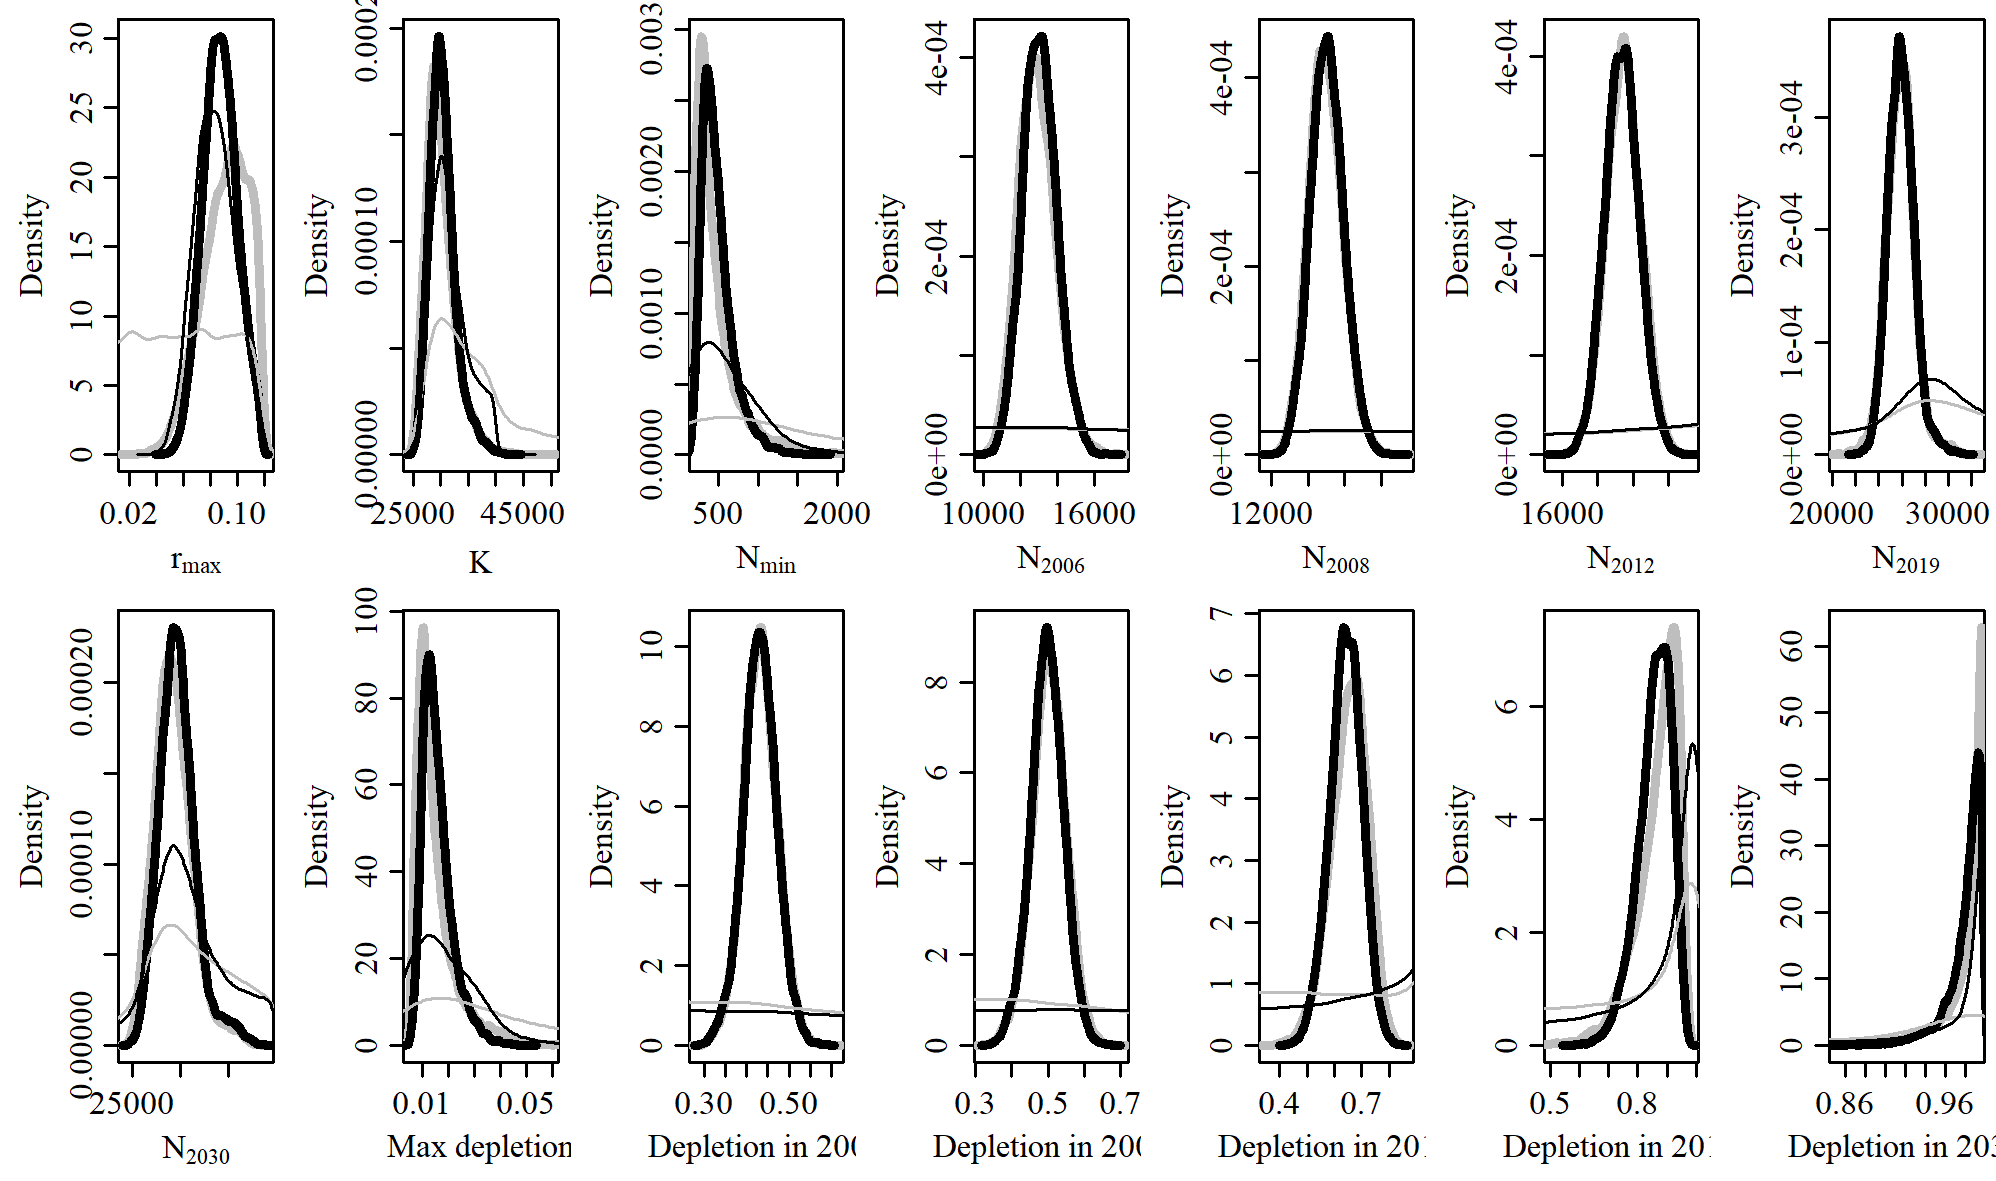 Density
0 5 10 15 20 25 30
0.02 0.10
rmax
Density
0.0000 0.0010 0.002
25000 45000
K
Density
0.0000 0.0010 0.0020 0.003
500 2000
Nmin
Density
0e+00 2e-04 4e-04
10000 16000
N2006
Density
0e+00 2e-04 4e-04
12000
N2008
Density
0e+00 2e-04 4e-04
16000
N2012
Density
0e+00 1e-04 2e-04 3e-04
20000 30000
N2019
Density
0.00000 0.00010 0.00020
25000
N2030
Density
0 20 40 60 80 100
0.01 0.05
Max depletion
Density
0 2 4 6 8 10
0.30 0.50
Depletion in 200
Density
0 2 4 6 8
0.3 0.5 0.7
Depletion in 200
Density
0 1 2 3 4 5 6 7
0.4 0.7
Depletion in 201
Density
0 2 4 6
0.5 0.8
Depletion in 201
Density
0 10 20 30 40 50 60
0.86 0.96
Depletion in 203